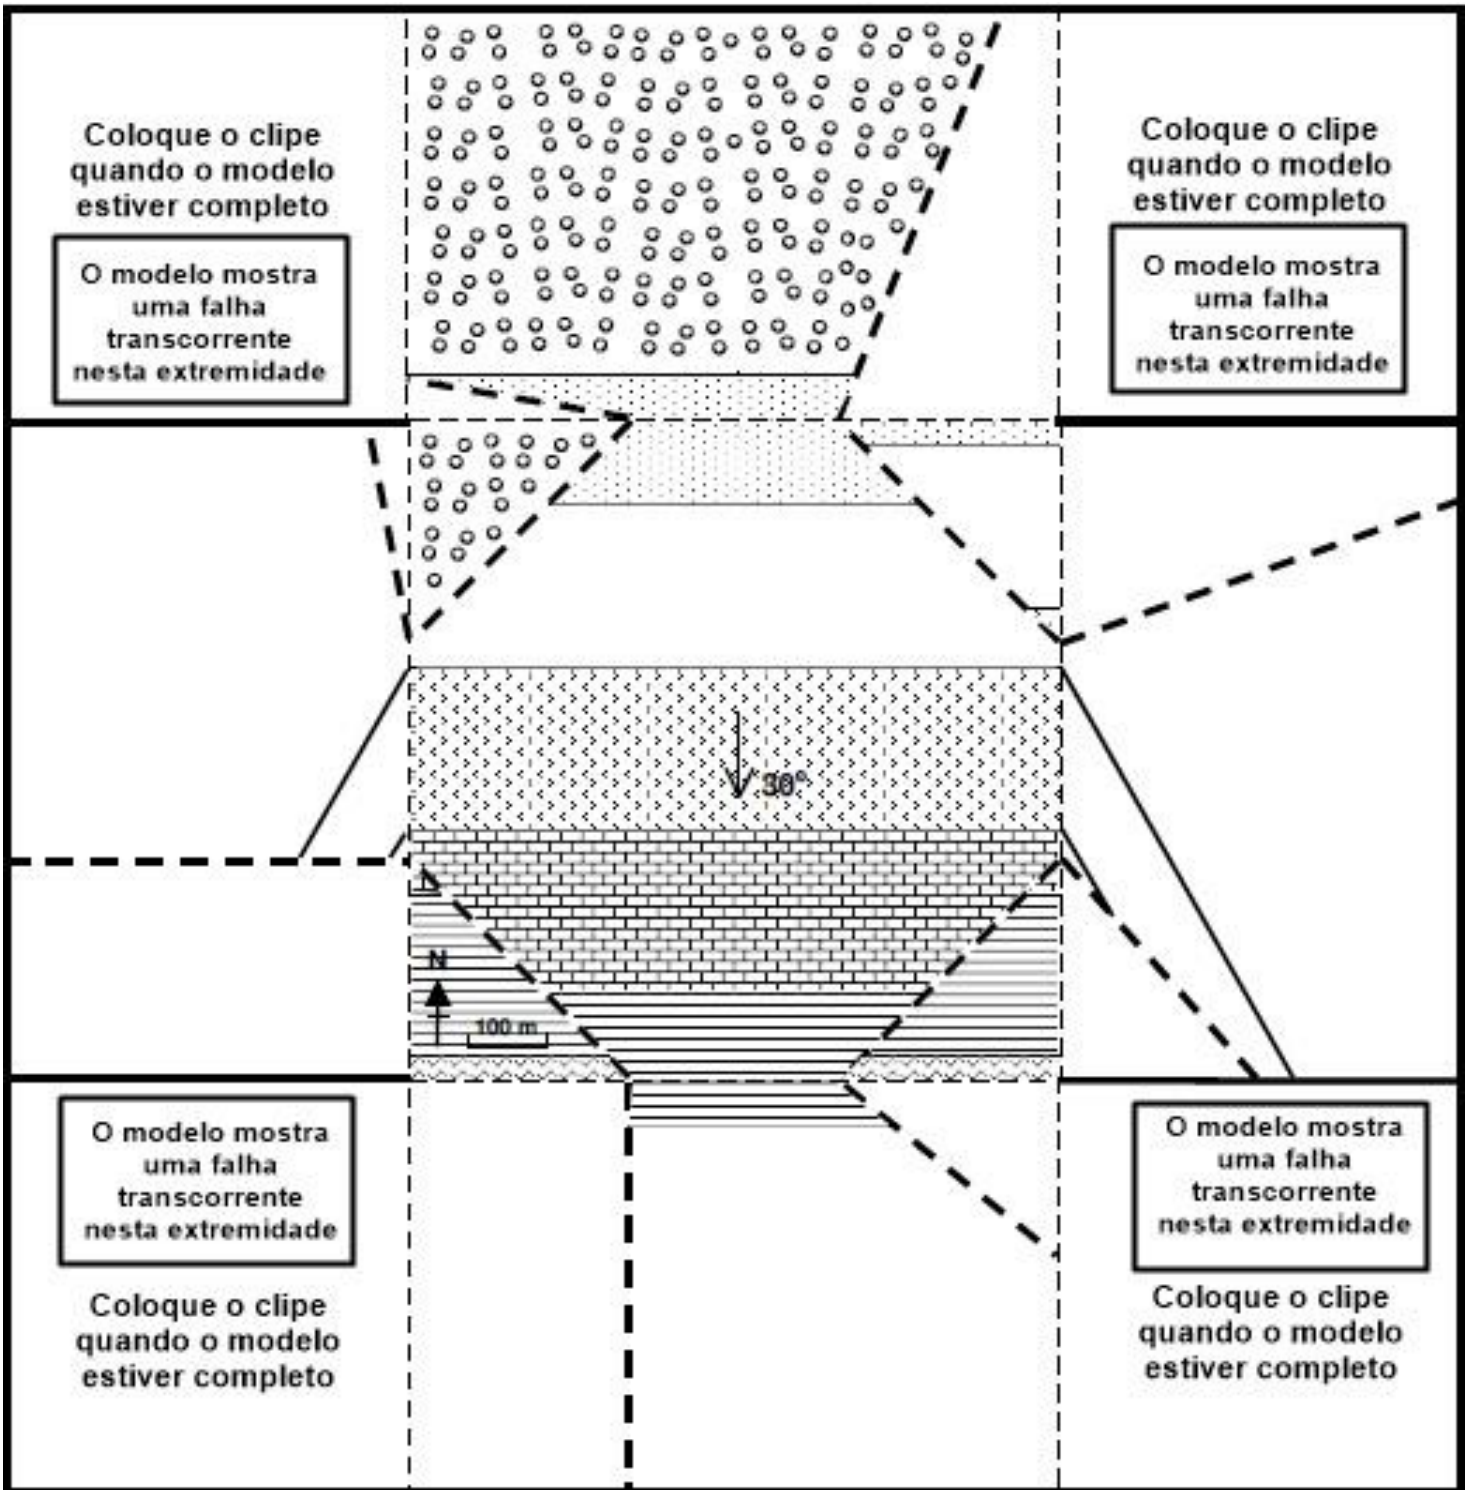 Coloque o clipe
quando o modelo
estiver completo
O modelo mostra
uma falha
transcorrente
nesta extremidade
Coloque o clipe
quando o modelo
estiver completo
O modelo mostra
uma falha
transcorrente
nesta extremidade
30°
N
100 m
O modelo mostra
uma falha
transcorrente
nesta extremidade
Coloque o clipe
quando o modelo
estiver completo
O modelo mostra
uma falha
transcorrente
nesta extremidade
Coloque o clipe
quando o modelo
estiver completo